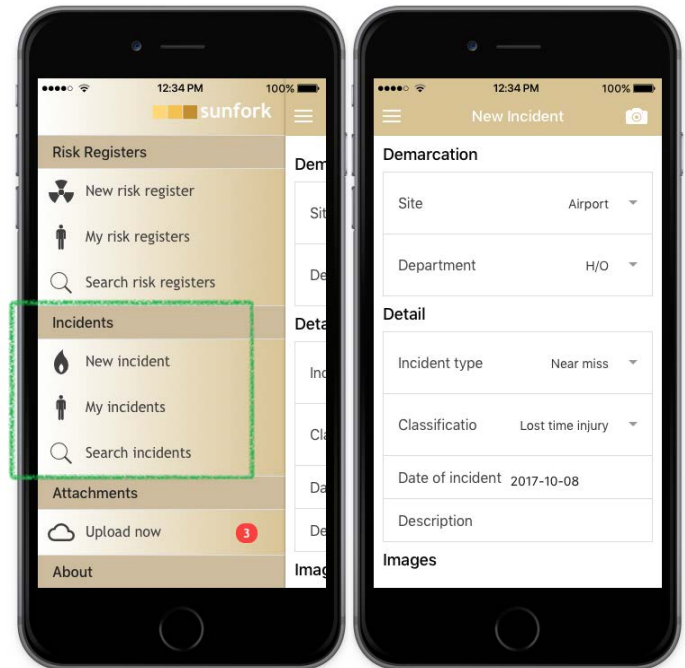 12:34 PM
100%
sunfork
Risk Registers
New risk register
My risk registers
Search risk registers
Incidents
New incident
My incidents
Search incidents
Attachments
Upload now
3
About
Dem
Sit
De
Deta
Inc
Cla
Da
De
Imag
12:34 PM
100%
New Incident
Demarcation
Site
Airport
Department
H/O
Detail
Incident type
Near miss
Classificatio
Lost time injury
Date of incident
2017-10-08
Description
Images